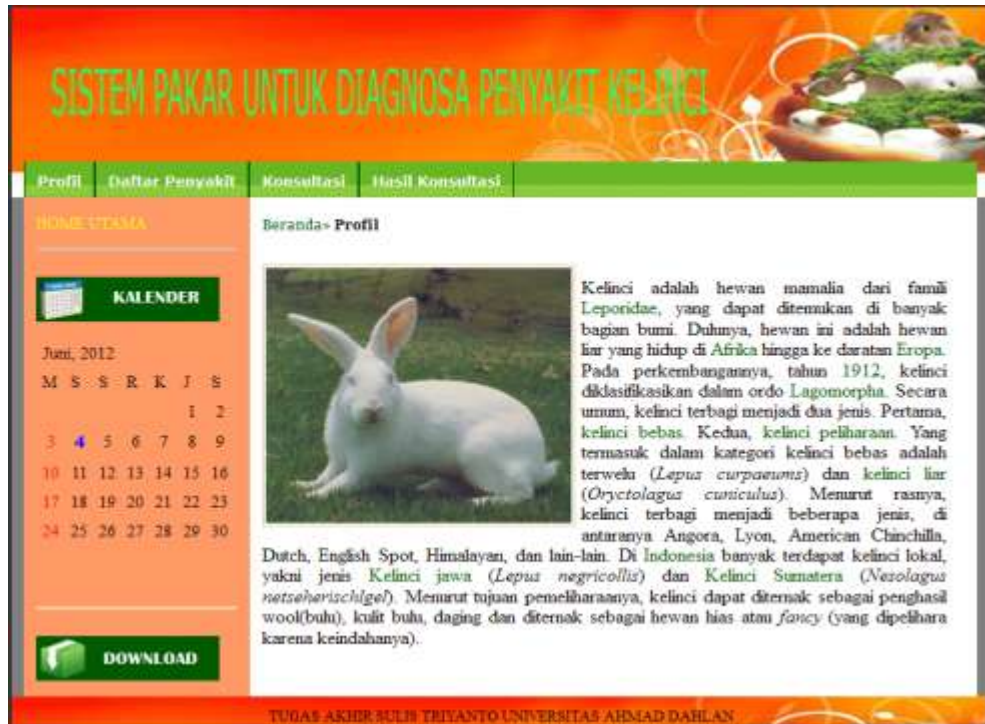 SISTEM PAKAR UNTUK DIAGNOSA PENYAKIT KELINCI
Profil Daftar Penyakit Konsultasi Hasil Konsultasi
HOME UTAMA
KALENDER
Juni, 2012
M S S R K J S
1 2
3 4 5 6 7 8 9
10 11 12 13 14 15 16
17 18 19 20 21 22 23
24 25 26 27 28 29 30
DOWNLOAD
Beranda» Profil
Kelinci adalah hewan mamalia dari famili
Leporidae, yang dapat ditemukan di banyak
bagian bumi. Dulunya, hewan ini adalah hewan
liar yang hidup di Afrika hingga ke daratan Eropa.
Pada perkembangannya, tahun 1912, kelinci
diklasifikasikan dalam ordo Lagomorpha. Secara
umum, kelinci terbagi menjadi dua jenis. Pertama,
kelinci bebas. Kedua, kelinci peliharaan. Yang
termasuk dalam kategori kelinci bebas adalah
terwelu (Lepus curpaeums) dan kelinci liar
(Oryctolagus cuniculus). Menurut rasnya,
kelinci terbagi menjadi beberapa jenis, di
antaranya Angora, Lyon, American Chinchilla,
Dutch, English Spot, Himalayan, dan lain-lain. Di Indonesia banyak terdapat kelinci lokal,
yakni jenis Kelinci jawa (Lepus negricollis) dan Kelinci Sumatera (Nesolagus
netseherischlgel). Menurut tujuan pemeliharaanya, kelinci dapat diternak sebagai penghasil
wool(bulu), kulit bulu, daging dan diternak sebagai hewan hias atau fancy (yang dipelihara
karena keindahanya).
TUGAS AKHIR SULIS TRIYANTO UNIVERSITAS AHMAD DAHLAN